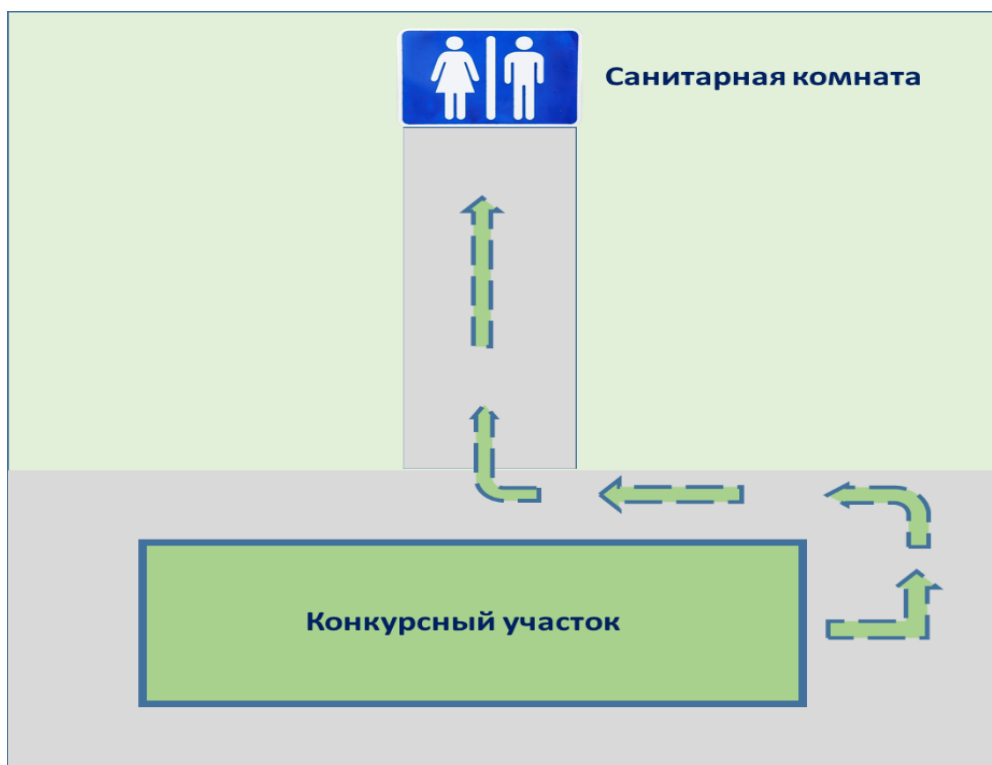 Санитарная комната
Конкурсный участок